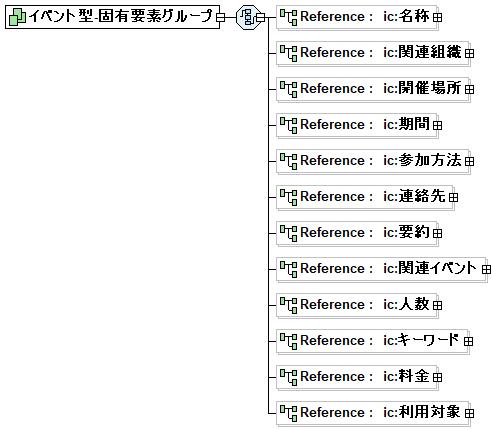 イベント型-固有要素グループ
Reference : ic:名称
Reference : ic:関連組織
Reference : ic:開催場所
Reference : ic:期間
Reference : ic:参加方法
Reference : ic:連絡先
Reference : ic:要約
Reference : ic:関連イベント
Reference : ic:人数
Reference : ic:キーワード
Reference : ic:料金
Reference : ic:利用対象